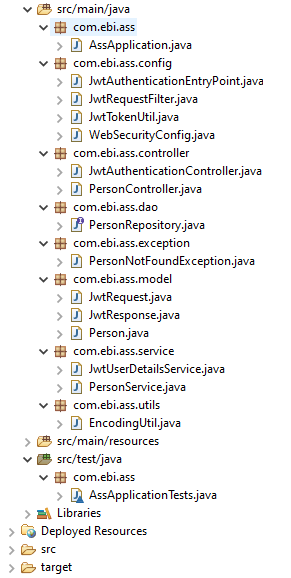 src/main/java
com.ebi.ass
AssApplication.java
com.ebi.ass.config
JwtAuthenticationEntryPoint.java
JwtRequestFilter.java
JwtTokenUtil.java
WebSecurityConfig.java
com.ebi.ass.controller
JwtAuthenticationController.java
PersonController.java
com.ebi.ass.dao
PersonRepository.java
com.ebi.ass.exception
PersonNotFoundException.java
com.ebi.ass.model
JwtRequest.java
JwtResponse.java
Person.java
com.ebi.ass.service
JwtUserDetailsService.java
PersonService.java
com.ebi.ass.utils
EncodingUtil.java
src/main/resources
src/test/java
com.ebi.ass
AssApplicationTests.java
Libraries
Deployed Resources
src
target